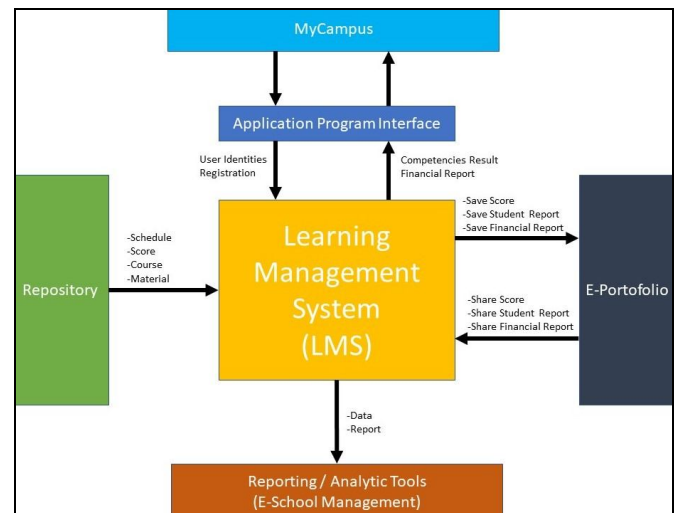 MyCampus
Application Program Interface
User Identities
Registration
Competencies Result
Financial Report
-Save Score
-Save Student Report
-Save Financial Report
-Schedule
-Score
-Course
-Material
Learning
Management
System
(LMS)
Repository
E-Portofolio
-Share Score
-Share Student Report
-Share Financial Report
-Data
-Report
Reporting / Analytic Tools
(E-School Management)